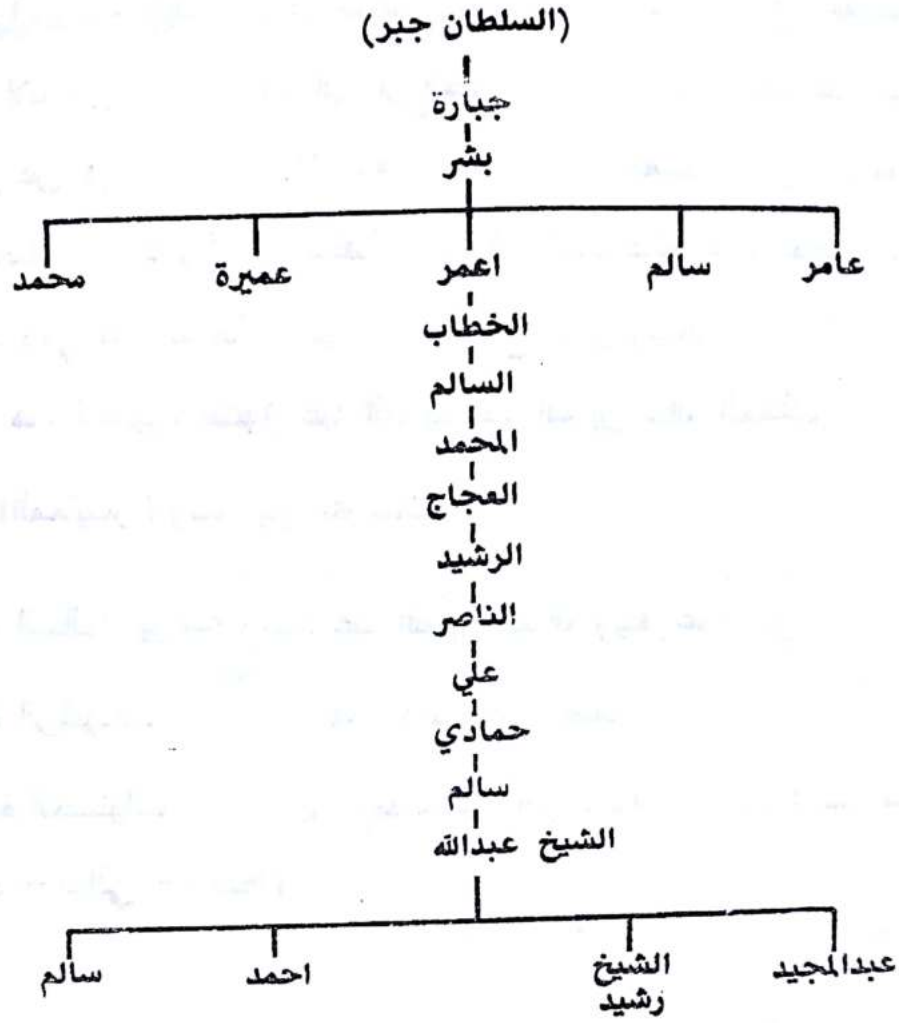 (السلطان جبر)
جبارة
بشر
عامر سالم اعمر عميرة محمد
الخطاب
السالم
المحمد
العجاج
الرشيد
الناصر
علي
حمادي
سالم
الشيخ عبدالله
عبدالمجيد الشيخ رشيد احمد سالم